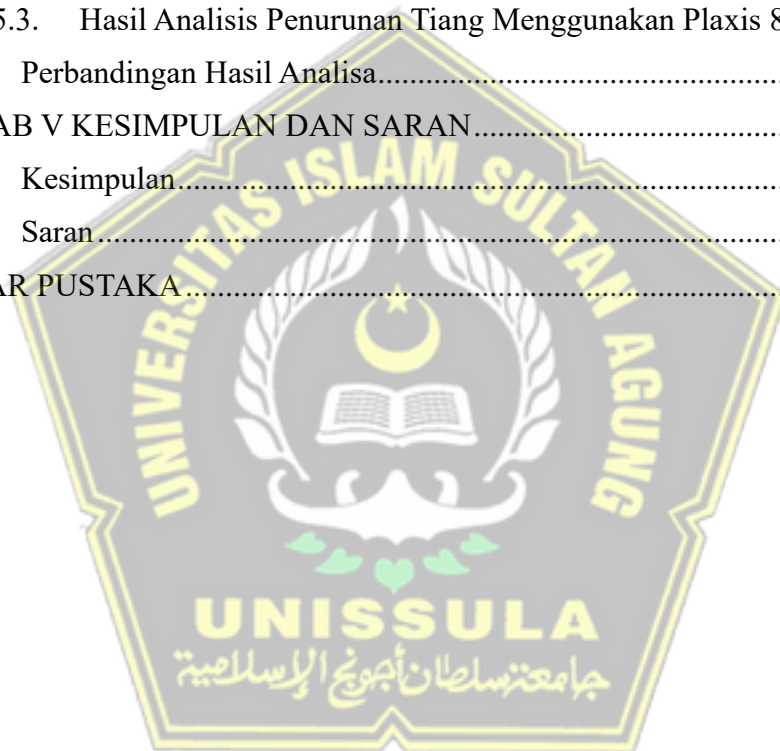 5.3. Hasil Analisis Penurunan Tiang Menggunakan Plaxis 8
Perbandingan Hasil Analisa
AB V KESIMPULAN DAN SARAN
Kesimpulan
Saran
AR PUSTAKA
UNIVERSITAS ISLAM SULTAN AGUNG
UNISSULA
جامعة سلطان أجونج الإسلامية